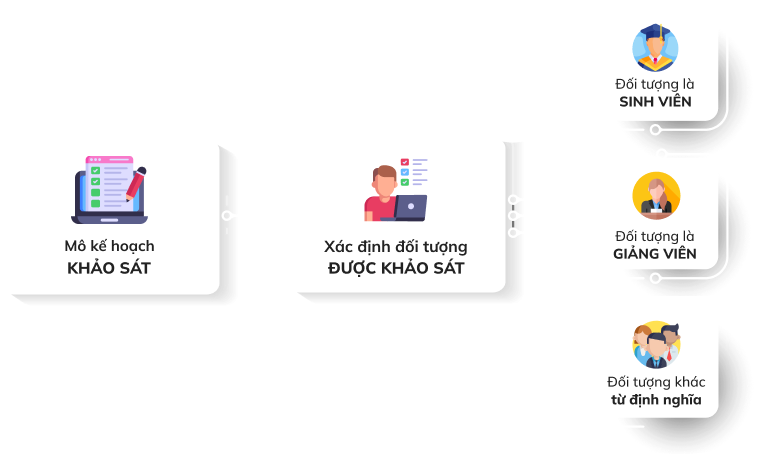 Mô kế hoạch
KHẢO SÁT
Xác định đối tượng
ĐƯỢC KHẢO SÁT
Đối tượng là
SINH VIÊN
Đối tượng là
GIẢNG VIÊN
Đối tượng khác
từ định nghĩa